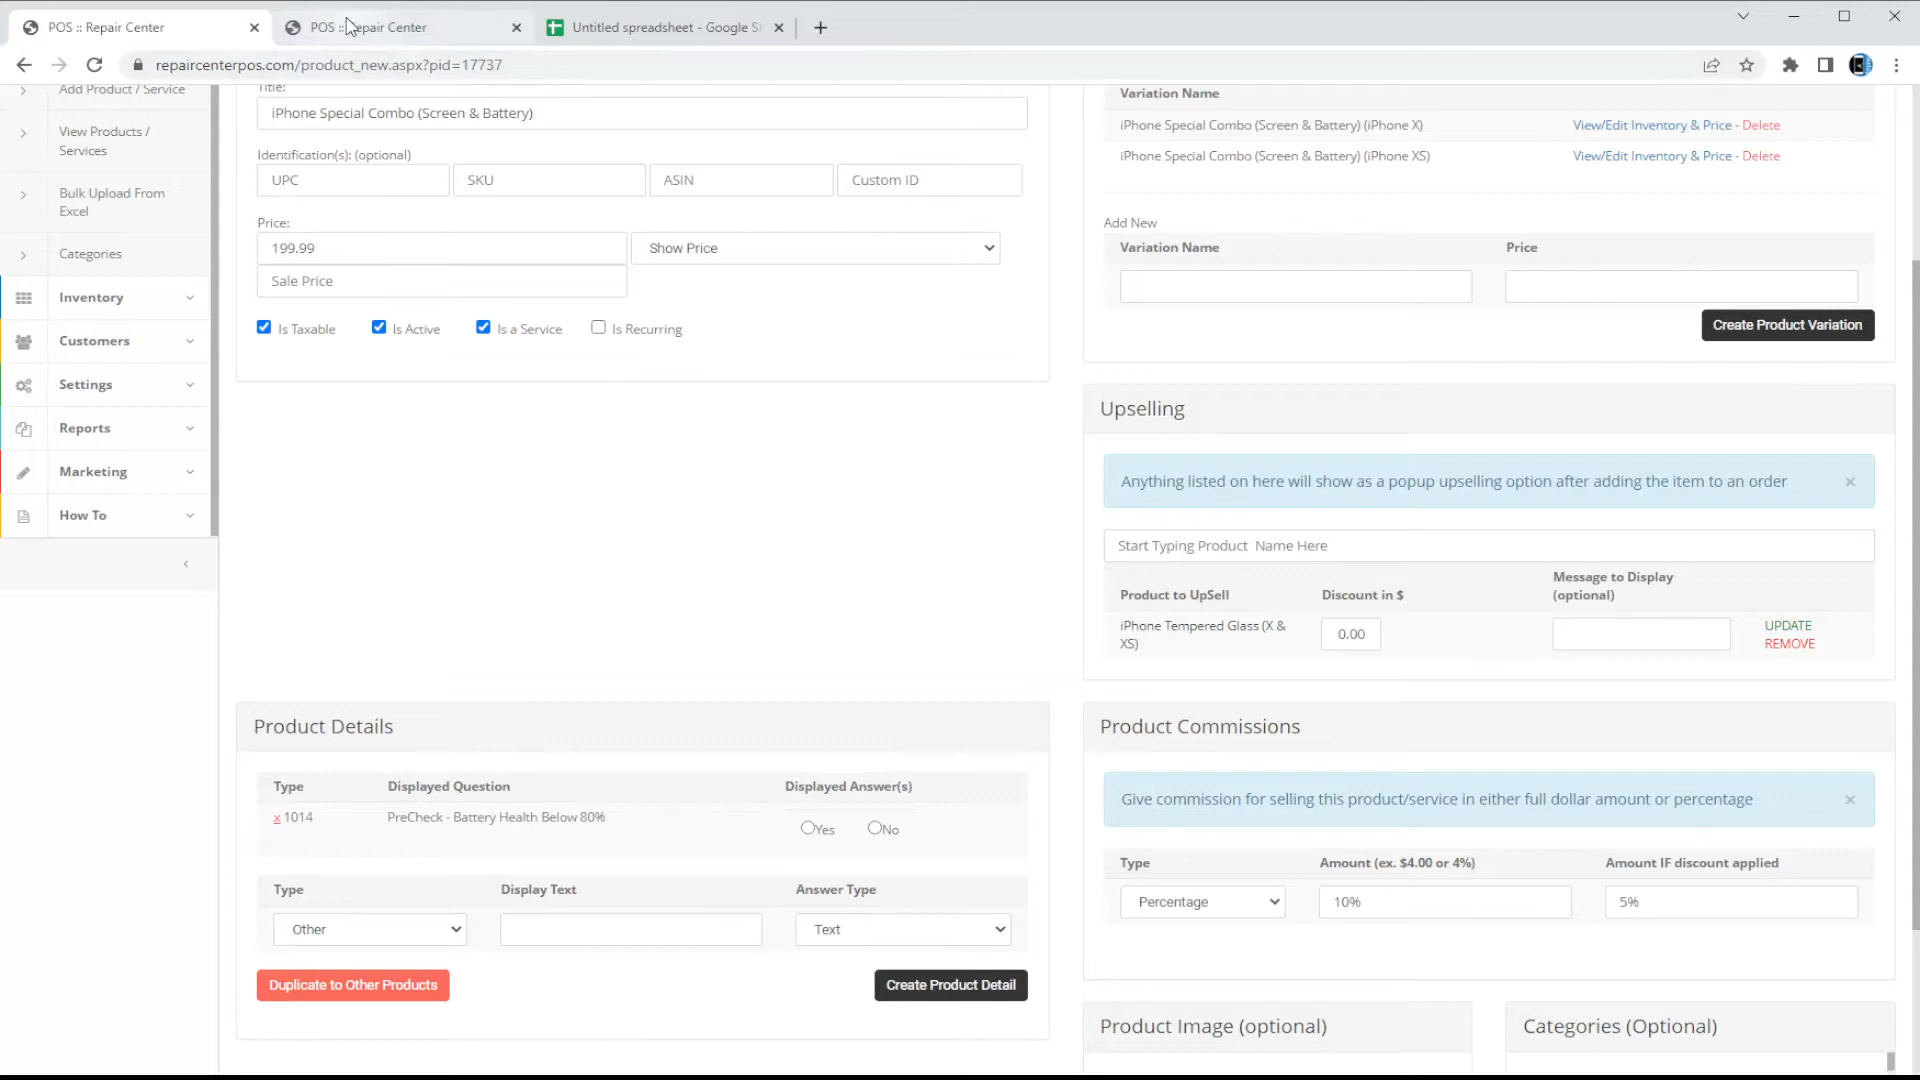 POS :: Repair Center
POS :: Repair Center
Untitled spreadsheet - Google S
repaircenterpos.com/product_new.aspx?pid=17737
Add Product / Service
View Products /
Services
Bulk Upload From
Excel
Categories
Inventory
Customers
Settings
Reports
Marketing
How To
Title:
iPhone Special Combo (Screen & Battery)
Identification(s): (optional)
UPC
SKU
ASIN
Custom ID
Price:
199.99
Show Price
Sale Price
Is Taxable
Is Active
Is a Service
Is Recurring
Variation Name
iPhone Special Combo (Screen & Battery) (iPhone X)
View/Edit Inventory & Price - Delete
iPhone Special Combo (Screen & Battery) (iPhone XS)
View/Edit Inventory & Price - Delete
Add New
Variation Name
Price
Create Product Variation
Upselling
Anything listed on here will show as a popup upselling option after adding the item to an order
×
Start Typing Product Name Here
Product to UpSell
Discount in $
Message to Display
(optional)
iPhone Tempered Glass (X &
XS)
0.00
UPDATE
REMOVE
Product Details
Type
Displayed Question
Displayed Answer(s)
x 1014
PreCheck - Battery Health Below 80%
Yes
No
Type
Display Text
Answer Type
Other
Text
Duplicate to Other Products
Create Product Detail
Product Commissions
Give commission for selling this product/service in either full dollar amount or percentage
×
Type
Amount (ex. $4.00 or 4%)
Amount IF discount applied
Percentage
10%
5%
Product Image (optional)
Categories (Optional)